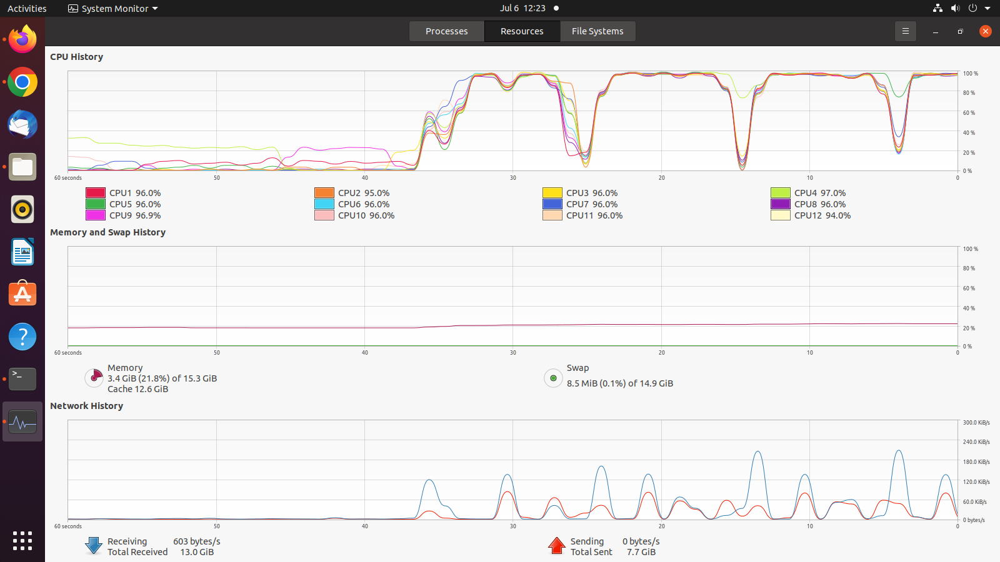 Activities System Monitor Jul 6 12:23
Processes Resources File Systems
CPU History
100 %
80 %
60 %
40 %
20 %
0 %
60 seconds 50 40 30 20 10 0
CPU1 96.0% CPU2 95.0% CPU3 96.0% CPU4 97.0%
CPU5 96.0% CPU6 96.0% CPU7 96.0% CPU8 96.0%
CPU9 96.9% CPU10 96.0% CPU11 96.0% CPU12 94.0%
Memory and Swap History
100 %
80 %
60 %
40 %
20 %
0 %
60 seconds 50 40 30 20 10 0
Memory
3.4 GiB (21.8%) of 15.3 GiB
Cache 12.6 GiB
Swap
8.5 MiB (0.1%) of 14.9 GiB
Network History
300.0 KiB/s
240.0 KiB/s
180.0 KiB/s
120.0 KiB/s
60.0 KiB/s
0 bytes/s
60 seconds 50 40 30 20 10 0
Receiving 603 bytes/s
Total Received 13.0 GiB
Sending 0 bytes/s
Total Sent 7.7 GiB